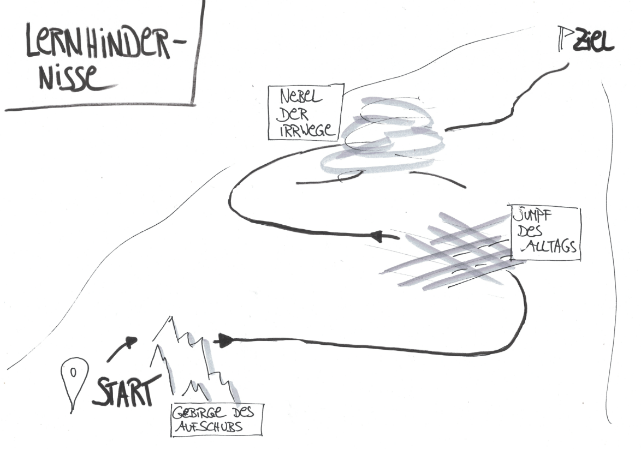 LERNHINDER-
NISSE
ZIEL
NEBEL
DER
IRRWEGE
SUMPF
DES
ALLTAGS
START
GEBIRGE DES
AUFSCHUBS